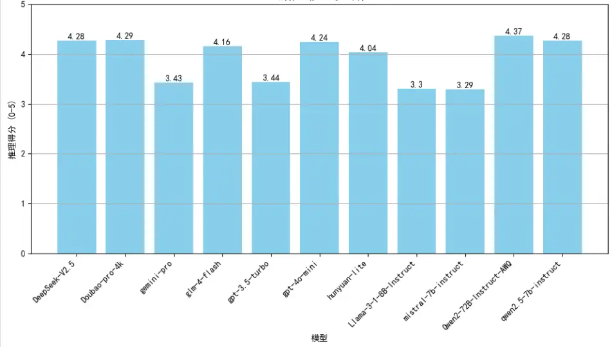 5
4.28
4.29
3.43
4.16
3.44
4.24
4.04
3.3
3.29
4.37
4.28
4
3
2
1
0
推理得分 (0-5)
DeepSeek-V2.5
Doubao-pro-4k
gemini-pro
glm-4-flash
gpt-3.5-turbo
gpt-4o-mini
hunyuan-lite
Llama-3-1-8B-Instruct
mistral-7b-instruct
Qwen2-72B-Instruct-AWQ
qwen2.5-7b-instruct
模型